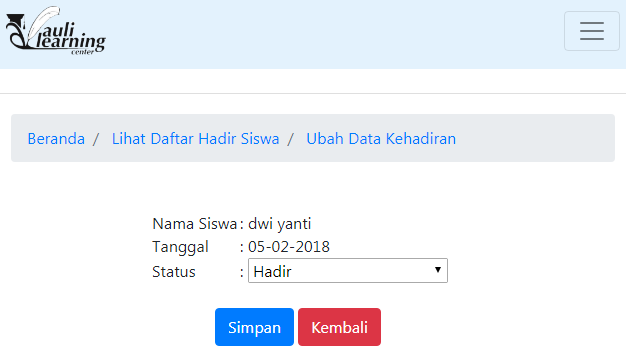 auli
learning
center
Beranda / Lihat Daftar Hadir Siswa / Ubah Data Kehadiran
Nama Siswa : dwi yanti
Tanggal : 05-02-2018
Status : Hadir
Simpan Kembali